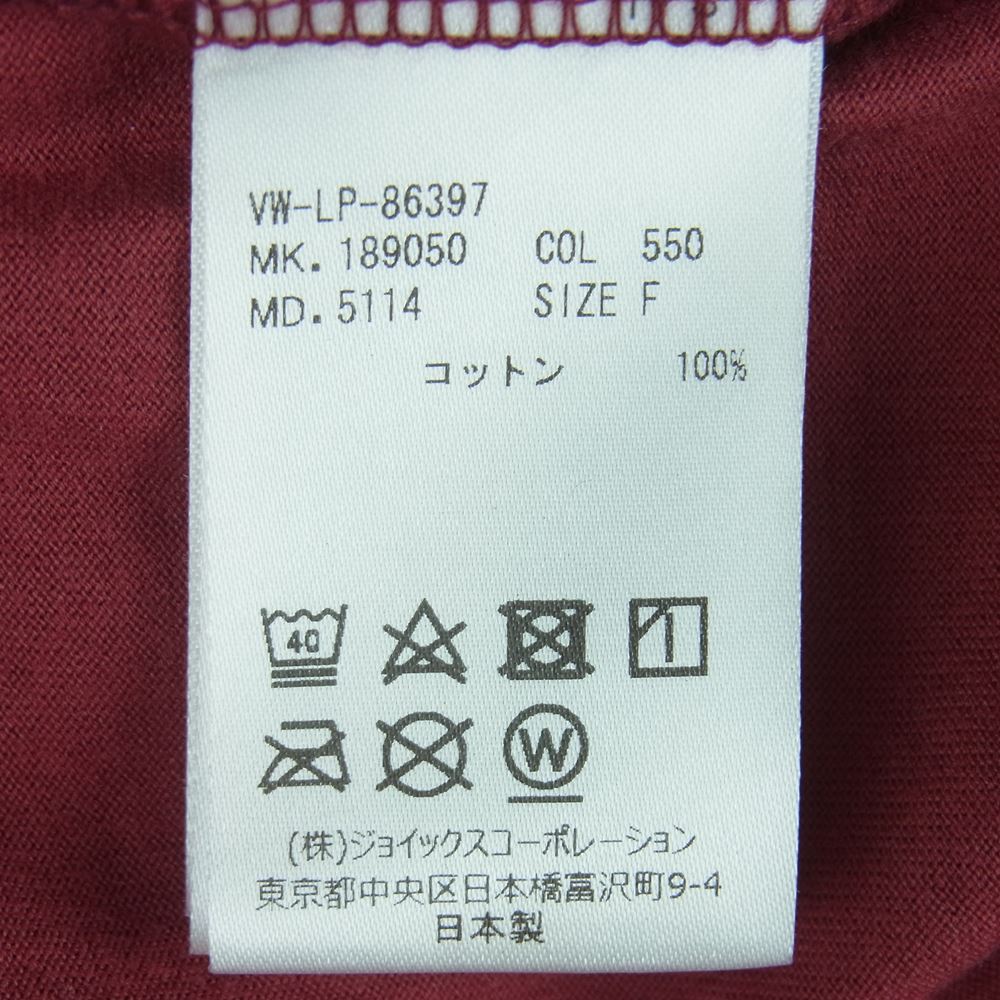 VW-LP-86397
MK. 189050 COL 550
MD. 5114 SIZE F
コットン 100%
40
W
(株)ジョイックスコーポレーション
東京都中央区日本橋富沢町9-4
日本製